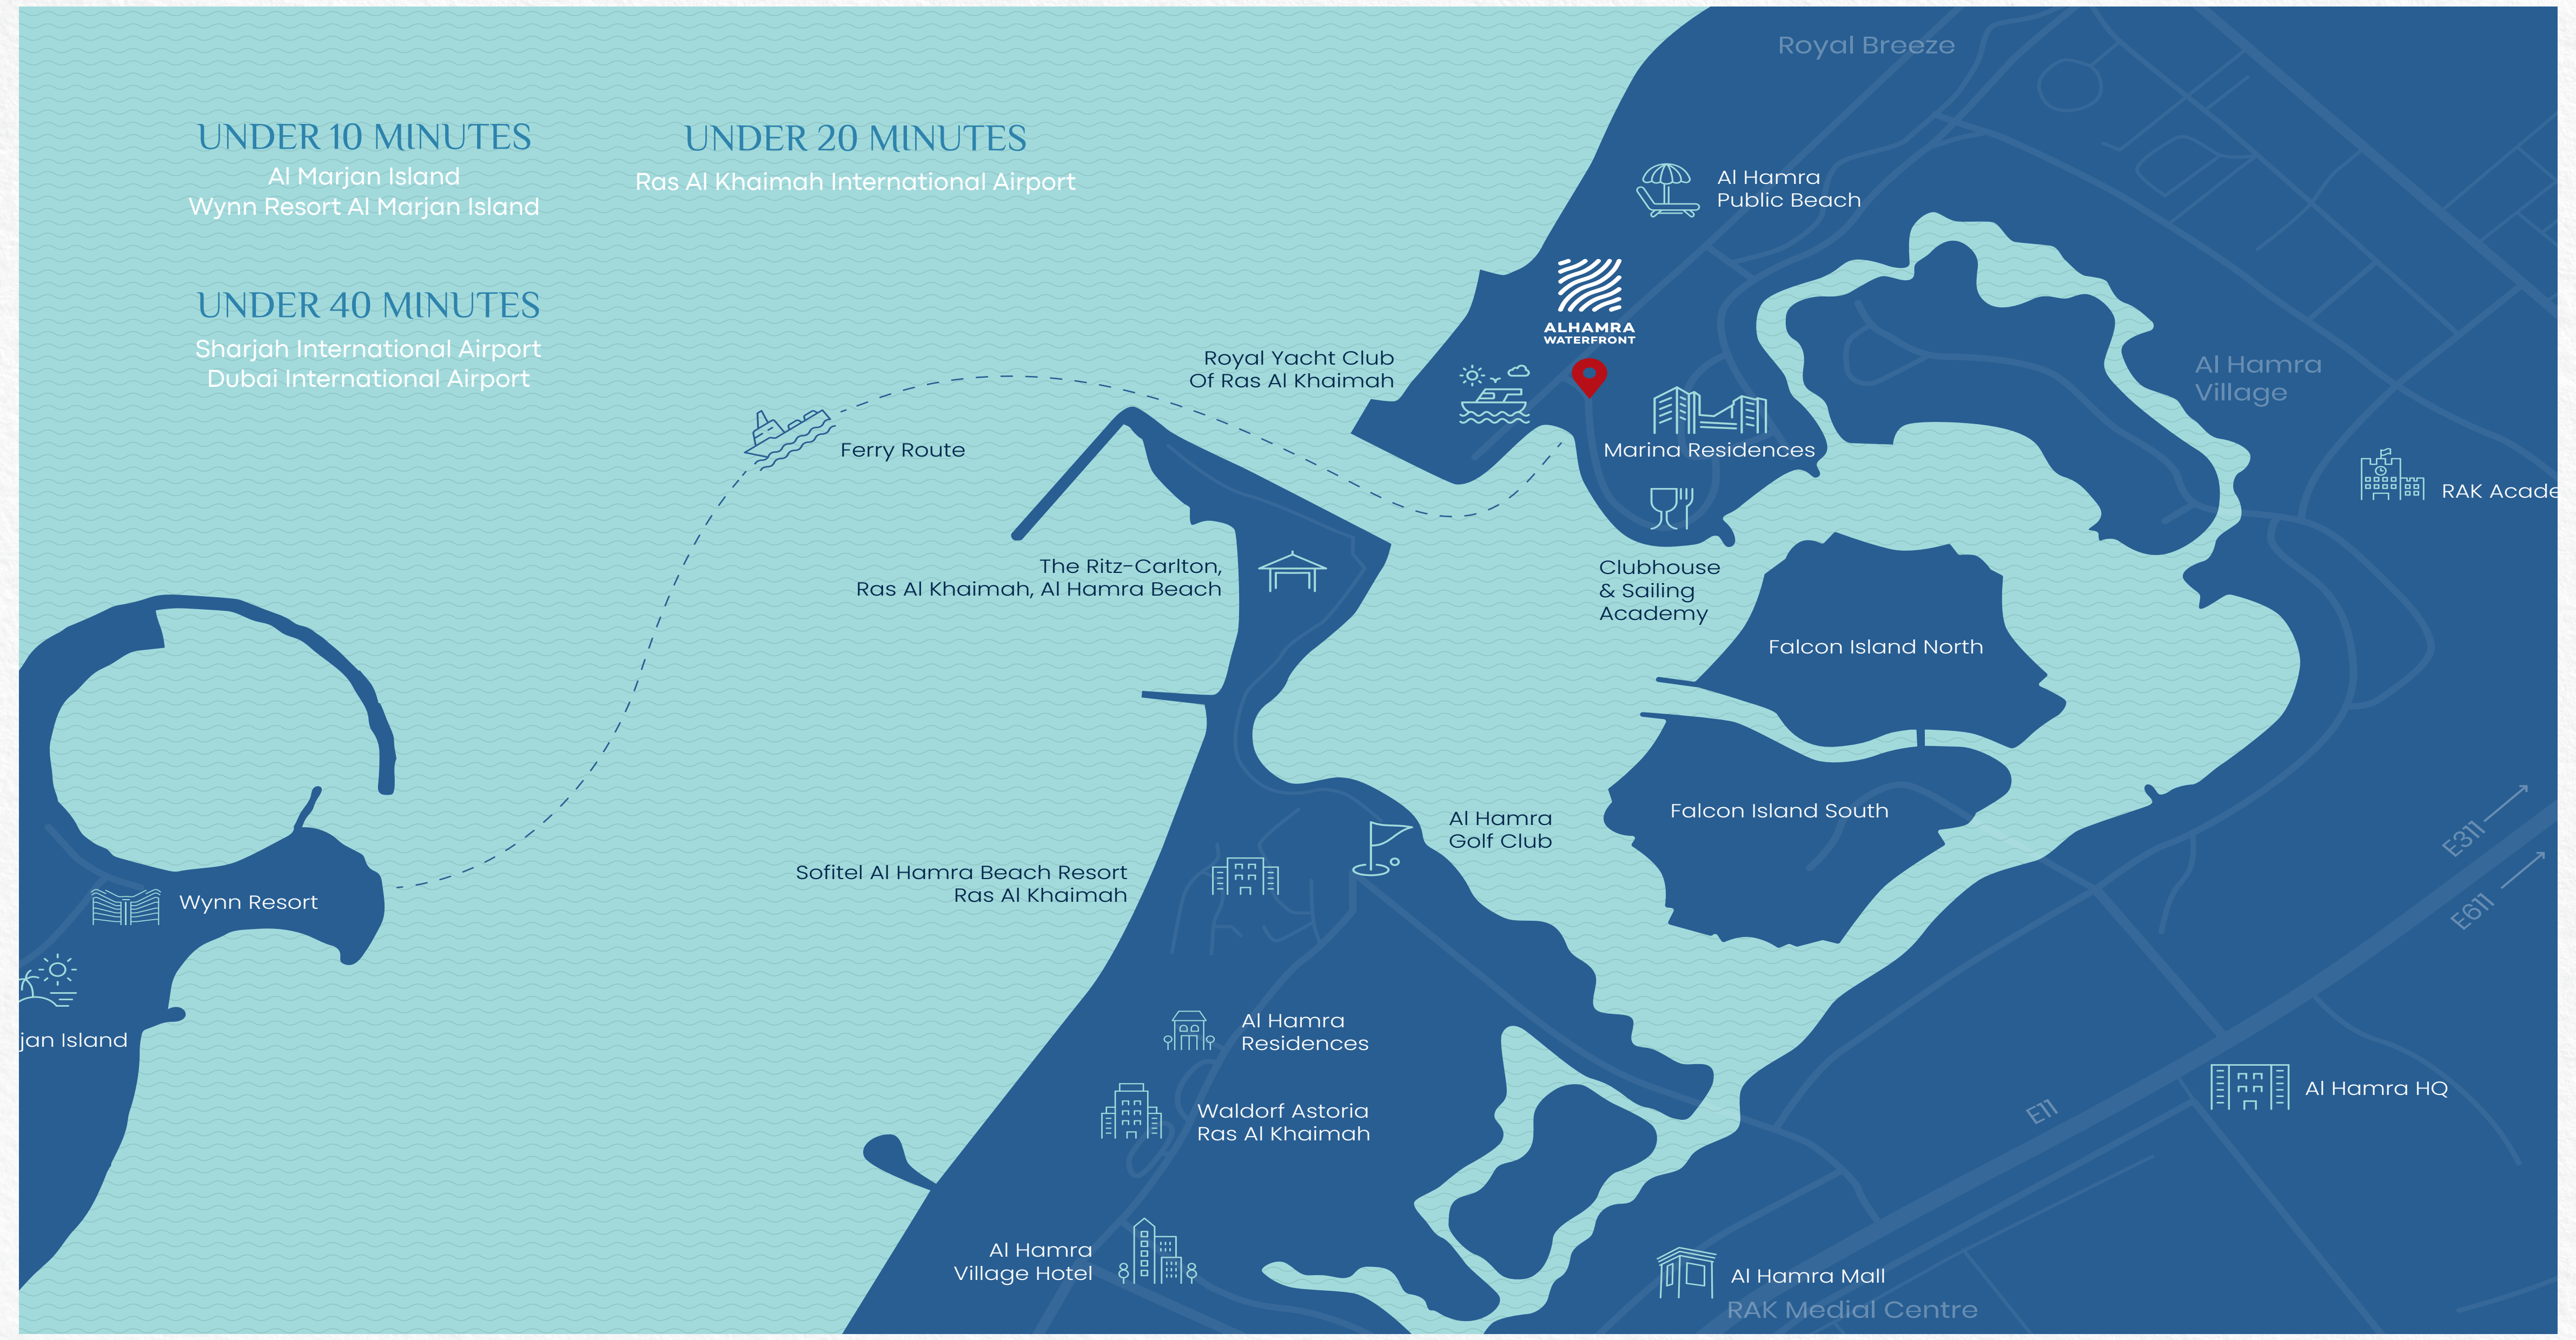 Royal Breeze
UNDER 10 MINUTES
Al Marjan Island
Wynn Resort Al Marjan Island
UNDER 20 MINUTES
Ras Al Khaimah International Airport
UNDER 40 MINUTES
Sharjah International Airport
Dubai International Airport
Al Hamra
Public Beach
ALHAMRA
WATERFRONT
Royal Yacht Club
Of Ras Al Khaimah
Al Hamra
Village
Ferry Route
Marina Residences
RAK Acade
The Ritz-Carlton,
Ras Al Khaimah, Al Hamra Beach
Clubhouse
& Sailing
Academy
Falcon Island North
Falcon Island South
Al Hamra
Golf Club
E311
E611
Sofitel Al Hamra Beach Resort
Ras Al Khaimah
Wynn Resort
jan Island
Al Hamra
Residences
Waldorf Astoria
Ras Al Khaimah
E11
Al Hamra HQ
Al Hamra
Village Hotel
Al Hamra Mall
RAK Medial Centre